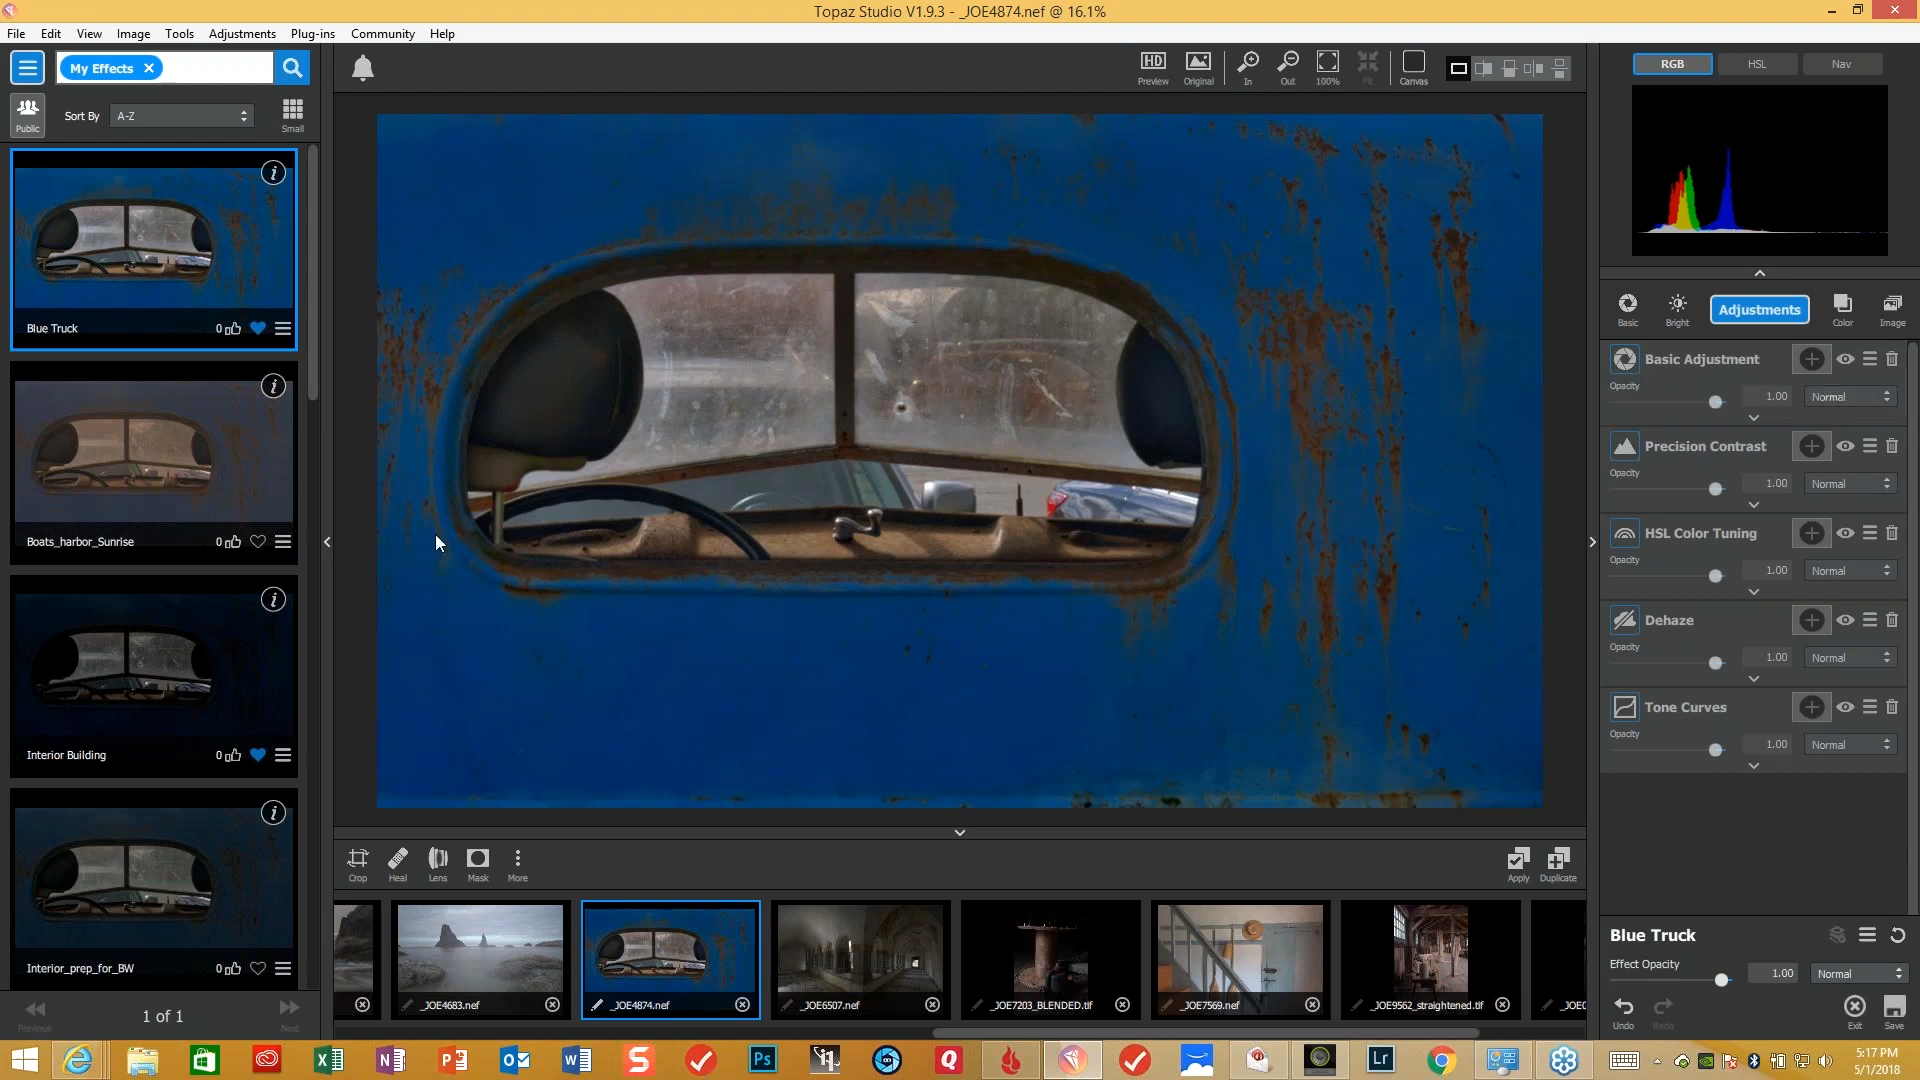 Topaz Studio V1.9.3 - _JOE4874.nef @ 16.1%
File Edit View Image Tools Adjustments Plug-ins Community Help
My Effects
Public
Sort By A-Z
Small
Blue Truck 0
Boats_harbor_Sunrise 0
Interior Building 0
Interior_prep_for_BW 0
Previous 1 of 1 Next
HD
Preview Original In Out 100% Fit Canvas
Crop Heal Lens Mask More Apply Duplicate
_JOE4683.nef _JOE4874.nef _JOE6507.nef _JOE7203_BLENDED.tif _JOE7569.nef _JOE9562_straightened.tif
RGB HSL Nav
Basic Bright Adjustments Color Image
Basic Adjustment
Opacity 1.00 Normal
Precision Contrast
Opacity 1.00 Normal
HSL Color Tuning
Opacity 1.00 Normal
Dehaze
Opacity 1.00 Normal
Tone Curves
Opacity 1.00 Normal
Blue Truck
Effect Opacity 1.00 Normal
Undo Redo Exit Save
Ps
Lr
5:17 PM
5/1/2018